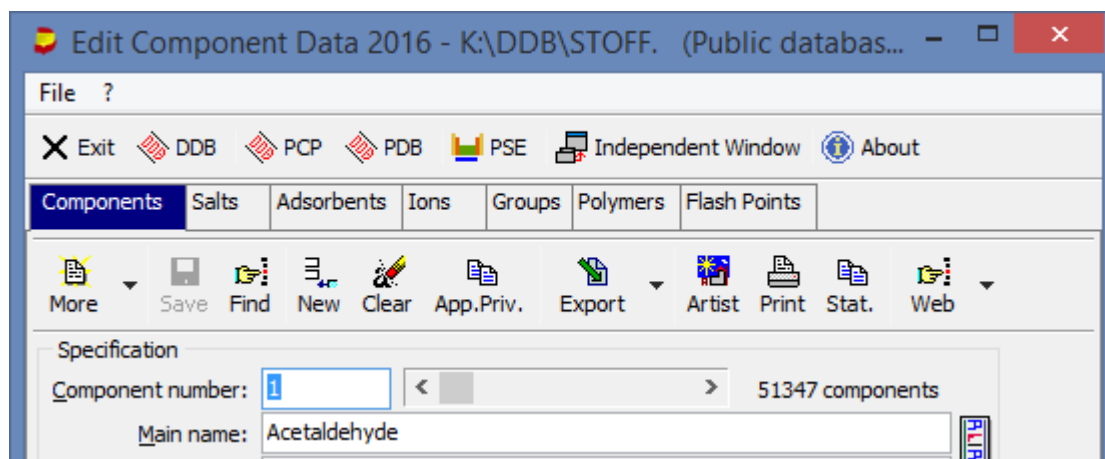 Edit Component Data 2016 - K:\DDB\STOFF. (Public databas...
File ?
Exit DDB PCP PDB PSE Independent Window About
Components Salts Adsorbents Ions Groups Polymers Flash Points
More Save Find New Clear App.Priv. Export Artist Print Stat. Web
Specification
Component number: 1 51347 components
Main name: Acetaldehyde